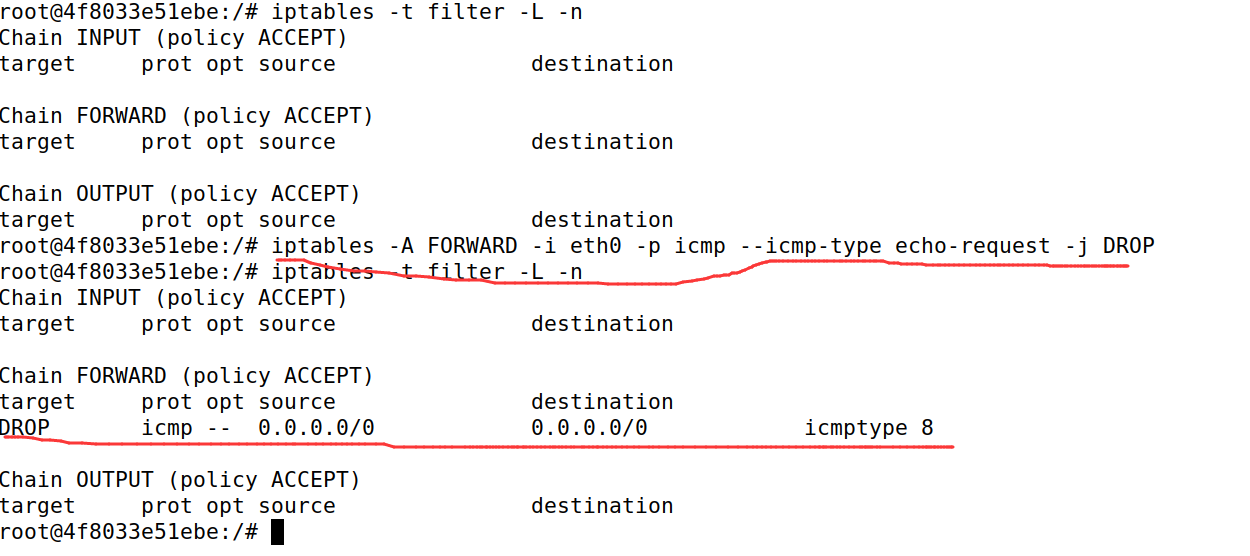 root@4f8033e51ebe:/# iptables -t filter -L -n
Chain INPUT (policy ACCEPT)
target     prot opt source               destination
Chain FORWARD (policy ACCEPT)
target     prot opt source               destination
Chain OUTPUT (policy ACCEPT)
target     prot opt source               destination
root@4f8033e51ebe:/# iptables -A FORWARD -i eth0 -p icmp --icmp-type echo-request -j DROP
root@4f8033e51ebe:/# iptables -t filter -L -n
Chain INPUT (policy ACCEPT)
target     prot opt source               destination
Chain FORWARD (policy ACCEPT)
target     prot opt source               destination
DROP       icmp --  0.0.0.0/0            0.0.0.0/0            icmptype 8
Chain OUTPUT (policy ACCEPT)
target     prot opt source               destination
root@4f8033e51ebe:/#